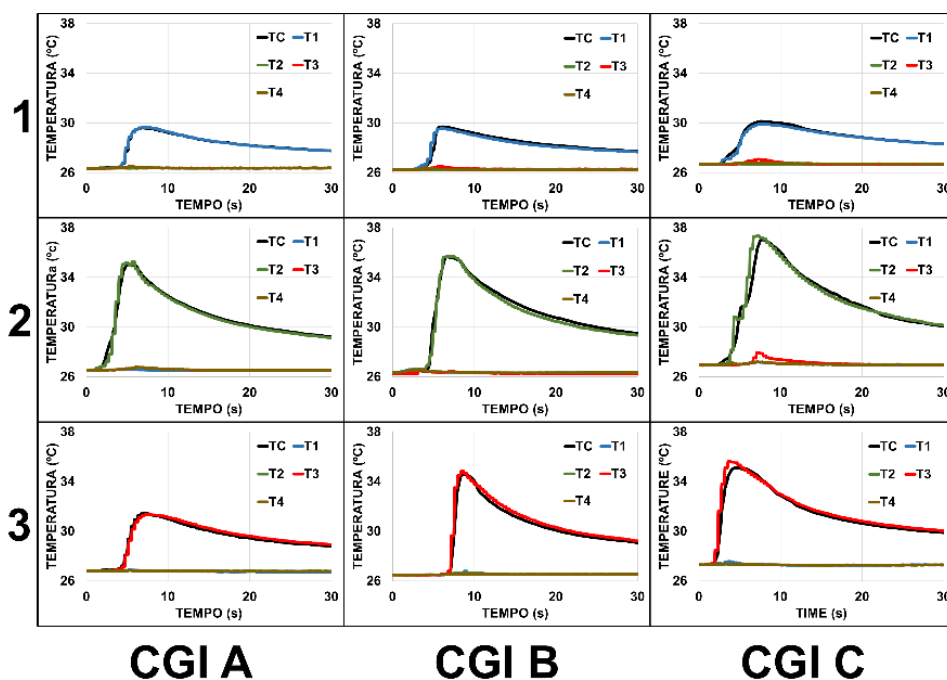 1
TEMPERATURA (ºC)
38
34
30
26
TC T1
T2 T3
T4
0 10 20 30
TEMPO (s)
TEMPERATURA (ºC)
38
34
30
26
TC T1
T2 T3
T4
0 10 20 30
TEMPO (s)
TEMPERATURA (ºC)
38
34
30
26
TC T1
T2 T3
T4
0 10 20 30
TEMPO (s)
2
TEMPERATURA (ºC)
38
34
30
26
TC T1
T2 T3
T4
0 10 20 30
TEMPO (s)
TEMPERATURA (ºC)
38
34
30
26
TC T1
T2 T3
T4
0 10 20 30
TEMPO (s)
TEMPERATURA (ºC)
38
34
30
26
TC T1
T2 T3
T4
0 10 20 30
TEMPO (s)
3
TEMPERATURA (ºC)
38
34
30
26
TC T1
T2 T3
T4
0 10 20 30
TEMPO (s)
TEMPERATURA (ºC)
38
34
30
26
TC T1
T2 T3
T4
0 10 20 30
TEMPO (s)
TEMPERATURE (ºC)
38
34
30
26
TC T1
T2 T3
T4
0 10 20 30
TIME (s)
CGI A CGI B CGI C